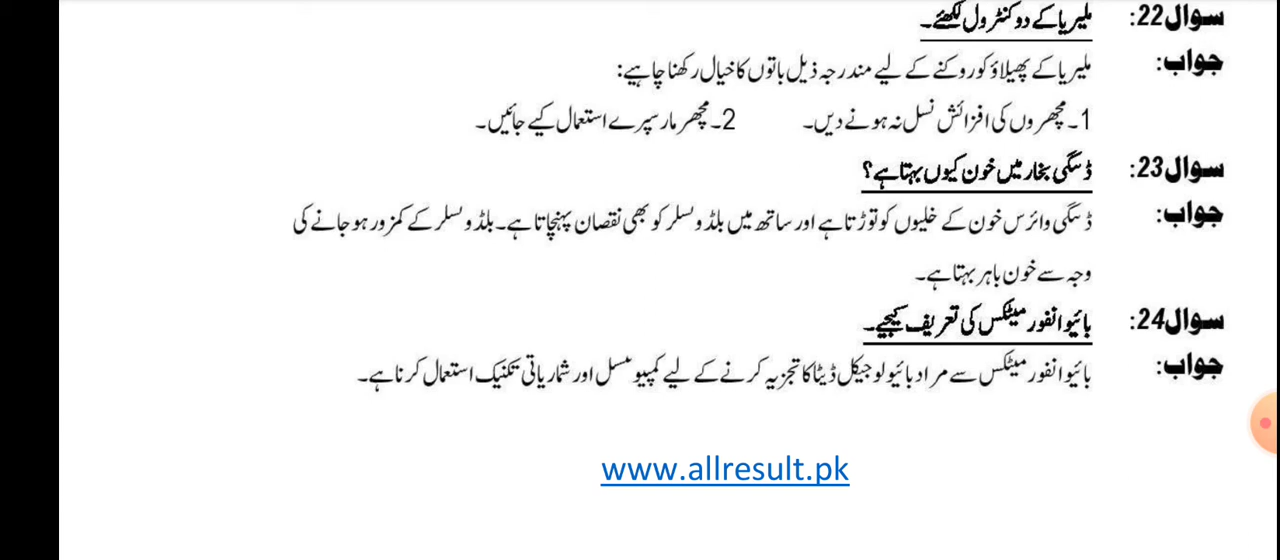 سوال22: ملیریا کے دو کنٹرول لکھئے۔
جواب: ملیریا کے پھیلاؤ کو روکنے کے لیے مندرجہ ذیل باتوں کا خیال رکھنا چاہیے:
1۔ مچھروں کی افزائش نسل نہ ہونے دیں۔ 2۔ مچھر مار سپرے استعمال کیے جائیں۔
سوال23: ڈینگی بخار میں خون کیوں بہتا ہے؟
جواب: ڈینگی وائرس خون کے خلیوں کو توڑتا ہے اور ساتھ میں بلڈ ویسلز کو بھی نقصان پہنچاتا ہے۔ بلڈ ویسلز کے کمزور ہو جانے کی
وجہ سے خون باہر بہتا ہے۔
سوال24: بائیو انفورمیٹکس کی تعریف کیجیے۔
جواب: بائیو انفورمیٹکس سے مراد بائیولوجیکل ڈیٹا کا تجزیہ کرنے کے لیے اور شماریاتی تکنیک استعمال کرنا ہے۔
www.allresult.pk